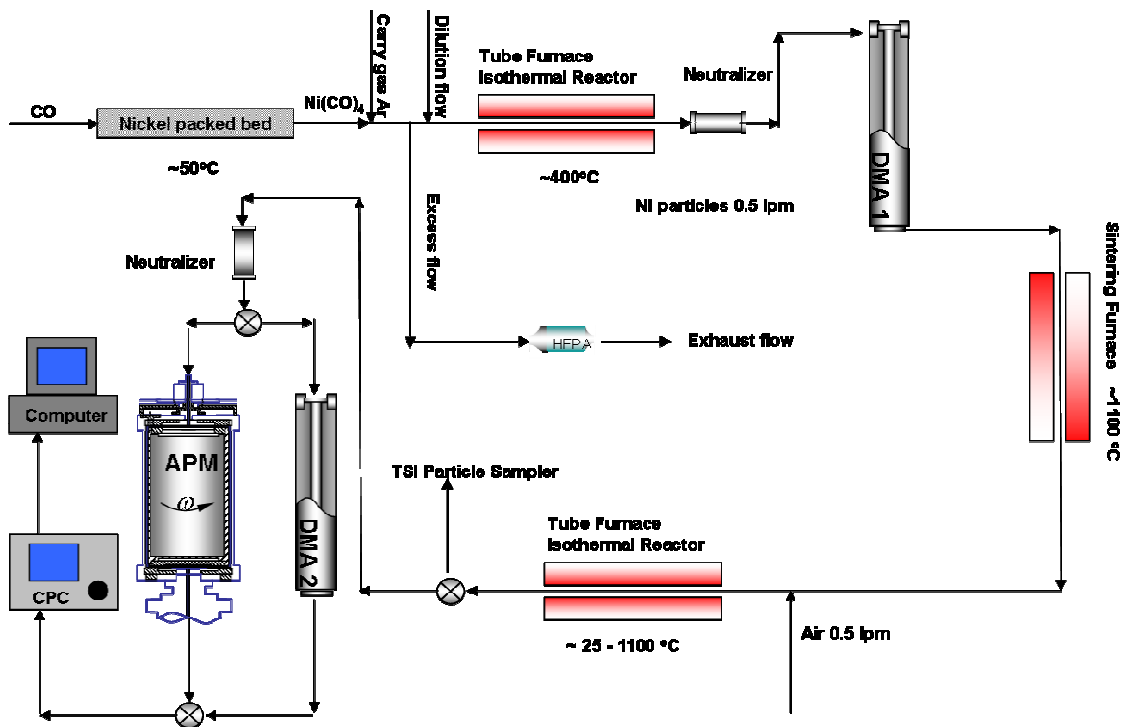 Carry gas Ar
Dilution flow
Tube Furnace
Isothermal Reactor
Neutralizer
CO
Ni(CO)4
Nickel packed bed
~50ºC
~400ºC
DMA 1
NI particles 0.5 lpm
Excess flow
Neutralizer
Sintering Furnace ~1100 ºC
HEPA
Exhaust flow
Computer
APM
ω
TSI Particle Sampler
DMA 2
Tube Furnace
Isothermal Reactor
CPC
~ 25 - 1100 ºC
Air 0.5 lpm